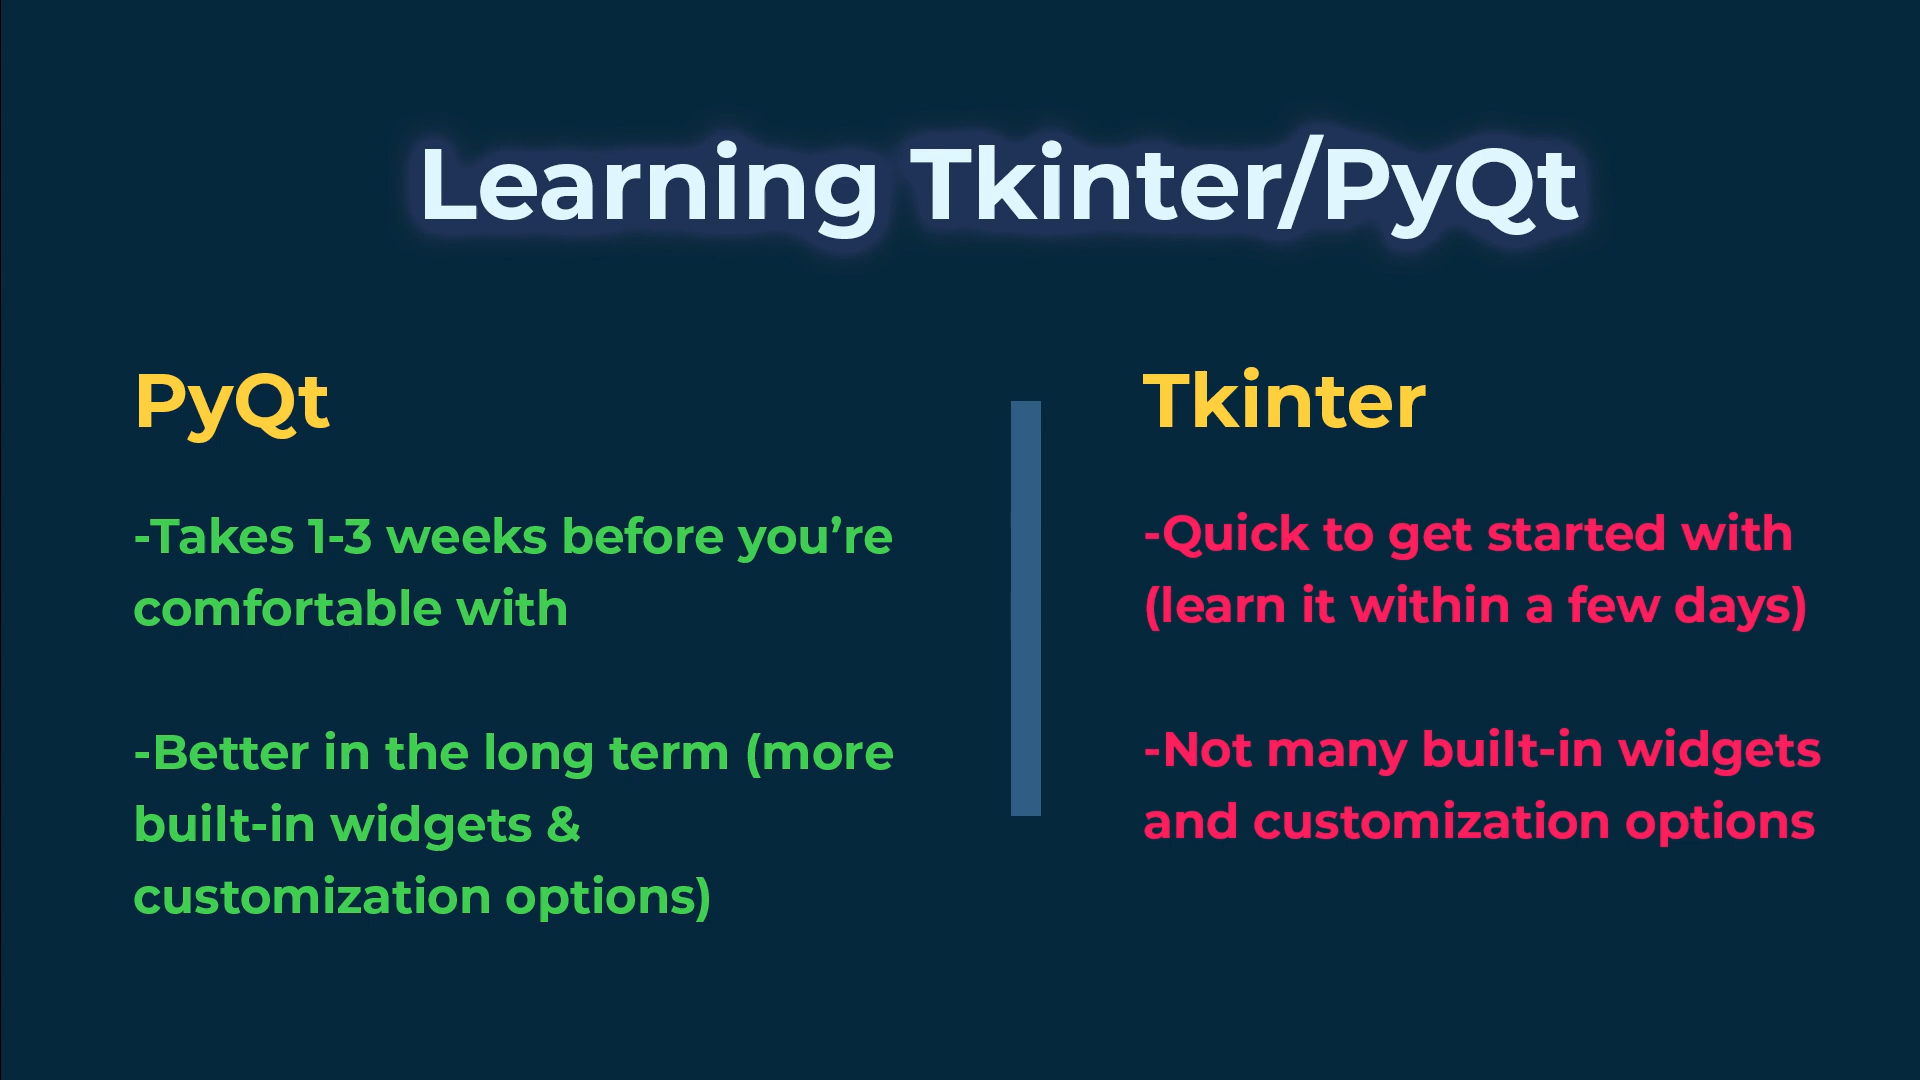 Learning Tkinter/PyQt
PyQt
-Takes 1-3 weeks before you’re
comfortable with
-Better in the long term (more
built-in widgets &
customization options)
Tkinter
-Quick to get started with
(learn it within a few days)
-Not many built-in widgets
and customization options